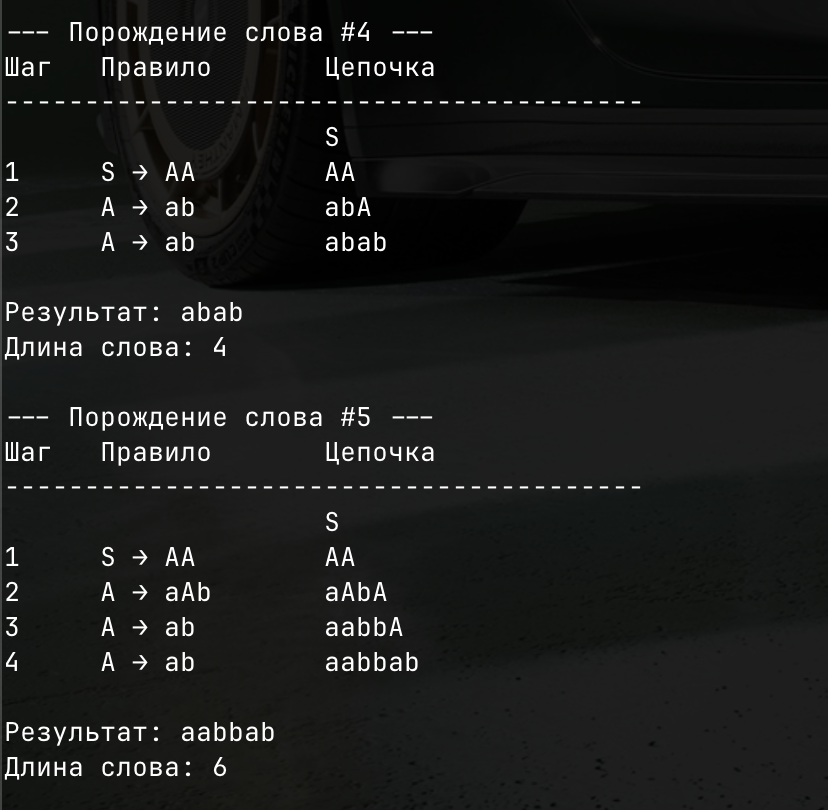 --- Порождение слова #4 ---
Шаг Правило Цепочка
----------------------------------------
S
1 S → AA AA
2 A → ab abA
3 A → ab abab
Результат: abab
Длина слова: 4
--- Порождение слова #5 ---
Шаг Правило Цепочка
----------------------------------------
S
1 S → AA AA
2 A → aAb aAbA
3 A → ab aabbA
4 A → ab aabbab
Результат: aabbab
Длина слова: 6